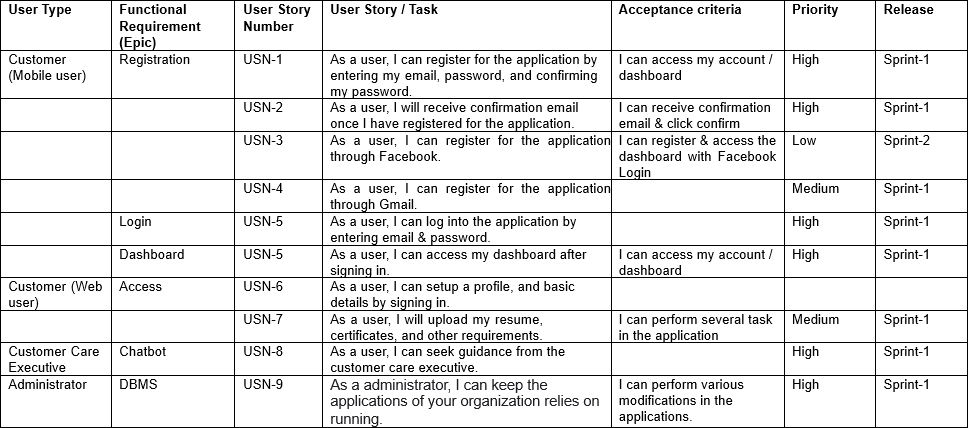 User Type Functional Requirement (Epic) User Story Number User Story / Task Acceptance criteria Priority Release
Customer (Mobile user) Registration USN-1 As a user, I can register for the application by entering my email, password, and confirming my password. I can access my account / dashboard High Sprint-1
USN-2 As a user, I will receive confirmation email once I have registered for the application. I can receive confirmation email & click confirm High Sprint-1
USN-3 As a user, I can register for the application through Facebook. I can register & access the dashboard with Facebook Login Low Sprint-2
USN-4 As a user, I can register for the application through Gmail. Medium Sprint-1
Login USN-5 As a user, I can log into the application by entering email & password. High Sprint-1
Dashboard USN-5 As a user, I can access my dashboard after signing in. I can access my account / dashboard High Sprint-1
Customer (Web user) Access USN-6 As a user, I can setup a profile, and basic details by signing in.
USN-7 As a user, I will upload my resume, certificates, and other requirements. I can perform several task in the application Medium Sprint-1
Customer Care Executive Chatbot USN-8 As a user, I can seek guidance from the customer care executive. High Sprint-1
Administrator DBMS USN-9 As a administrator, I can keep the applications of your organization relies on running. I can perform various modifications in the applications. High Sprint-1